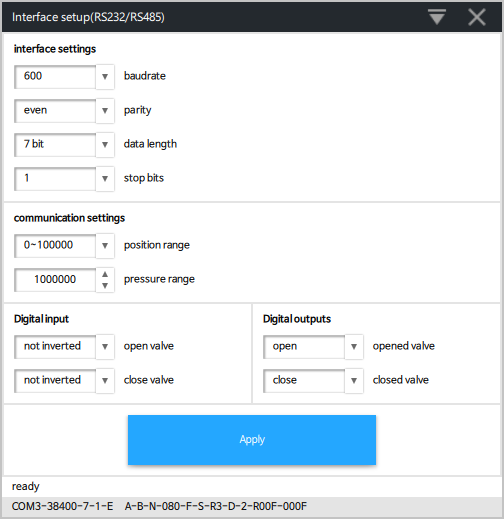 Interface setup(RS232/RS485)
interface settings
600 baudrate
even parity
7 bit data length
1 stop bits
communication settings
0~100000 position range
1000000 pressure range
Digital input Digital outputs
not inverted open valve open opened valve
not inverted close valve close closed valve
Apply
ready
COM3-38400-7-1-E A-B-N-080-F-S-R3-D-2-R00F-000F